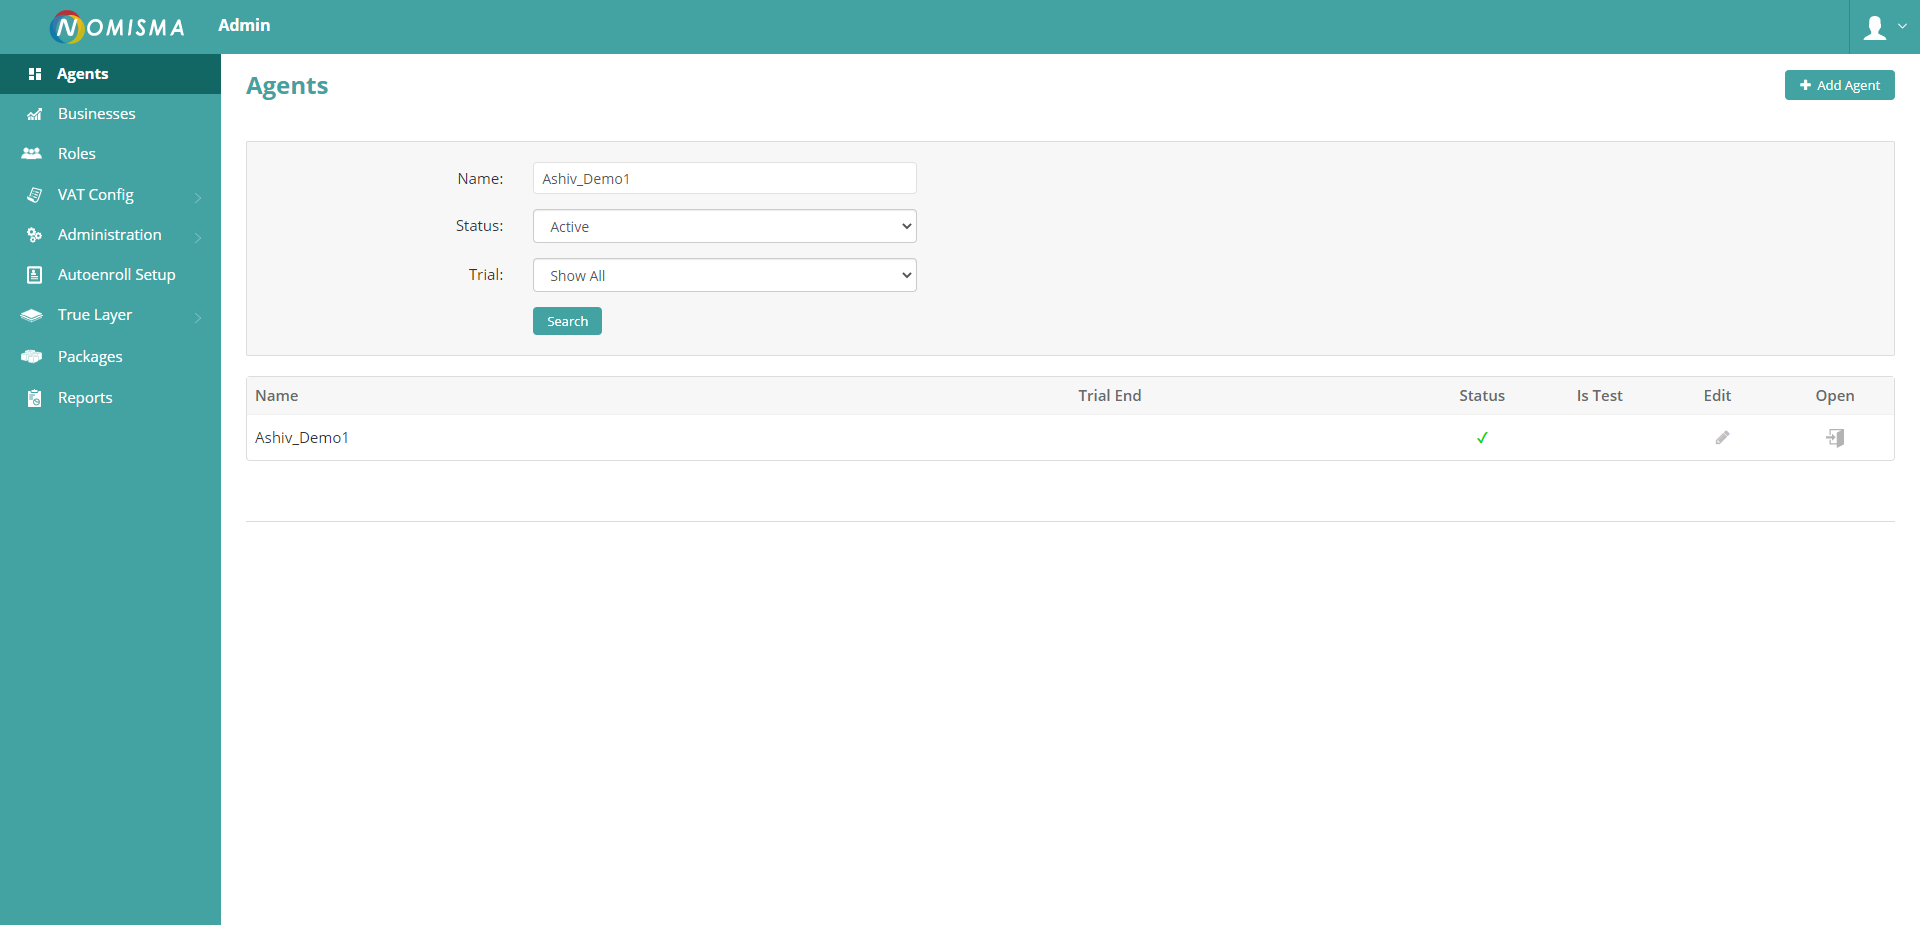 NOMISMA Admin
Agents
Businesses
Roles
VAT Config
Administration
Autoenroll Setup
True Layer
Packages
Reports
Agents
Add Agent
Name: Ashiv_Demo1
Status: Active
Trial: Show All
Search
Name Trial End Status Is Test Edit Open
Ashiv_Demo1